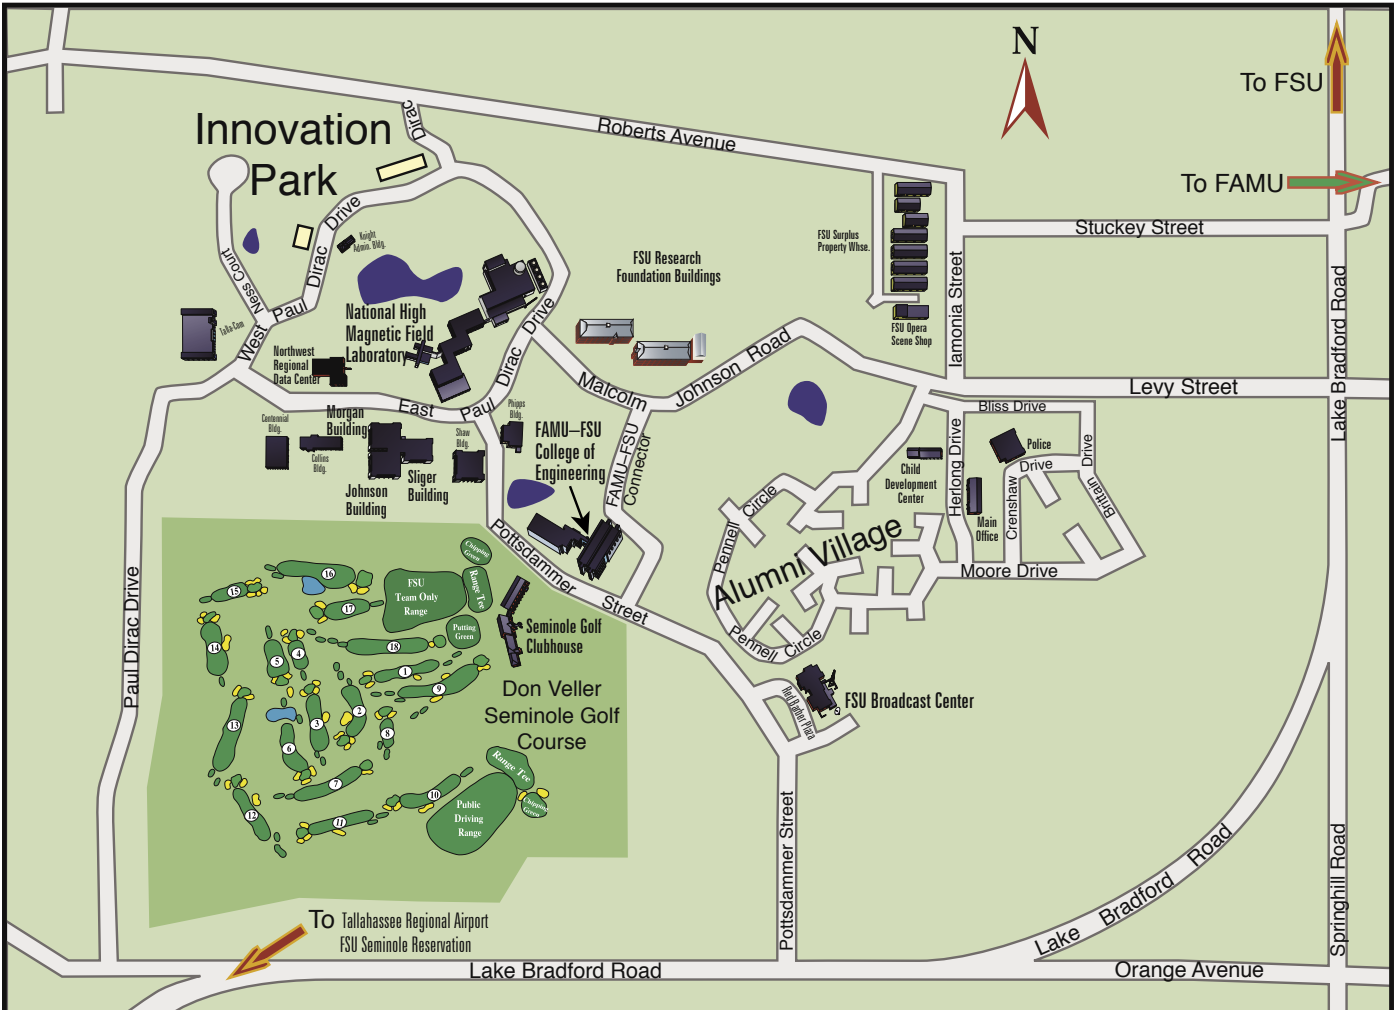 N
To FSU
To FAMU
Innovation
Park
Dirac
Roberts Avenue
Stuckey Street
FSU Surplus
Property Whse.
Iamonia Street
Lake Bradford Road
Knight
Admin. Bldg.
Paul Dirac Drive
Ness Court
West
FSU Research
Foundation Buildings
FSU Opera
Scene Shop
National High
Magnetic Field
Laboratory
Talla-Com
Northwest
Regional
Data Center
East Paul Dirac Drive
Malcolm Johnson Road
Levy Street
Bliss Drive
Centennial
Bldg.
Morgan
Building
Collins
Bldg.
Johnson
Building
Sliger
Building
Shaw
Bldg.
Phipps
Bldg.
FAMU–FSU
College of
Engineering
FAMU–FSU
Connector
Child
Development
Center
Herlong Drive
Police
Main
Office
Crenshaw Drive
Brittain Drive
Moore Drive
Pennell Circle
Alumni Village
Pennell Circle
Pottsdammer Street
Paul Dirac Drive
Chipping
Green
FSU
Team Only
Range
Range Tee
Putting
Green
Seminole Golf
Clubhouse
16
15
17
14
18
5
4
1
9
2
3
8
13
6
7
10
12
11
Don Veller
Seminole Golf
Course
Range Tee
Chipping
Green
Public
Driving
Range
Red Barber Plaza
FSU Broadcast Center
Pottsdammer Street
To Tallahassee Regional Airport
FSU Seminole Reservation
Lake Bradford Road
Lake Bradford Road
Orange Avenue
Springhill Road